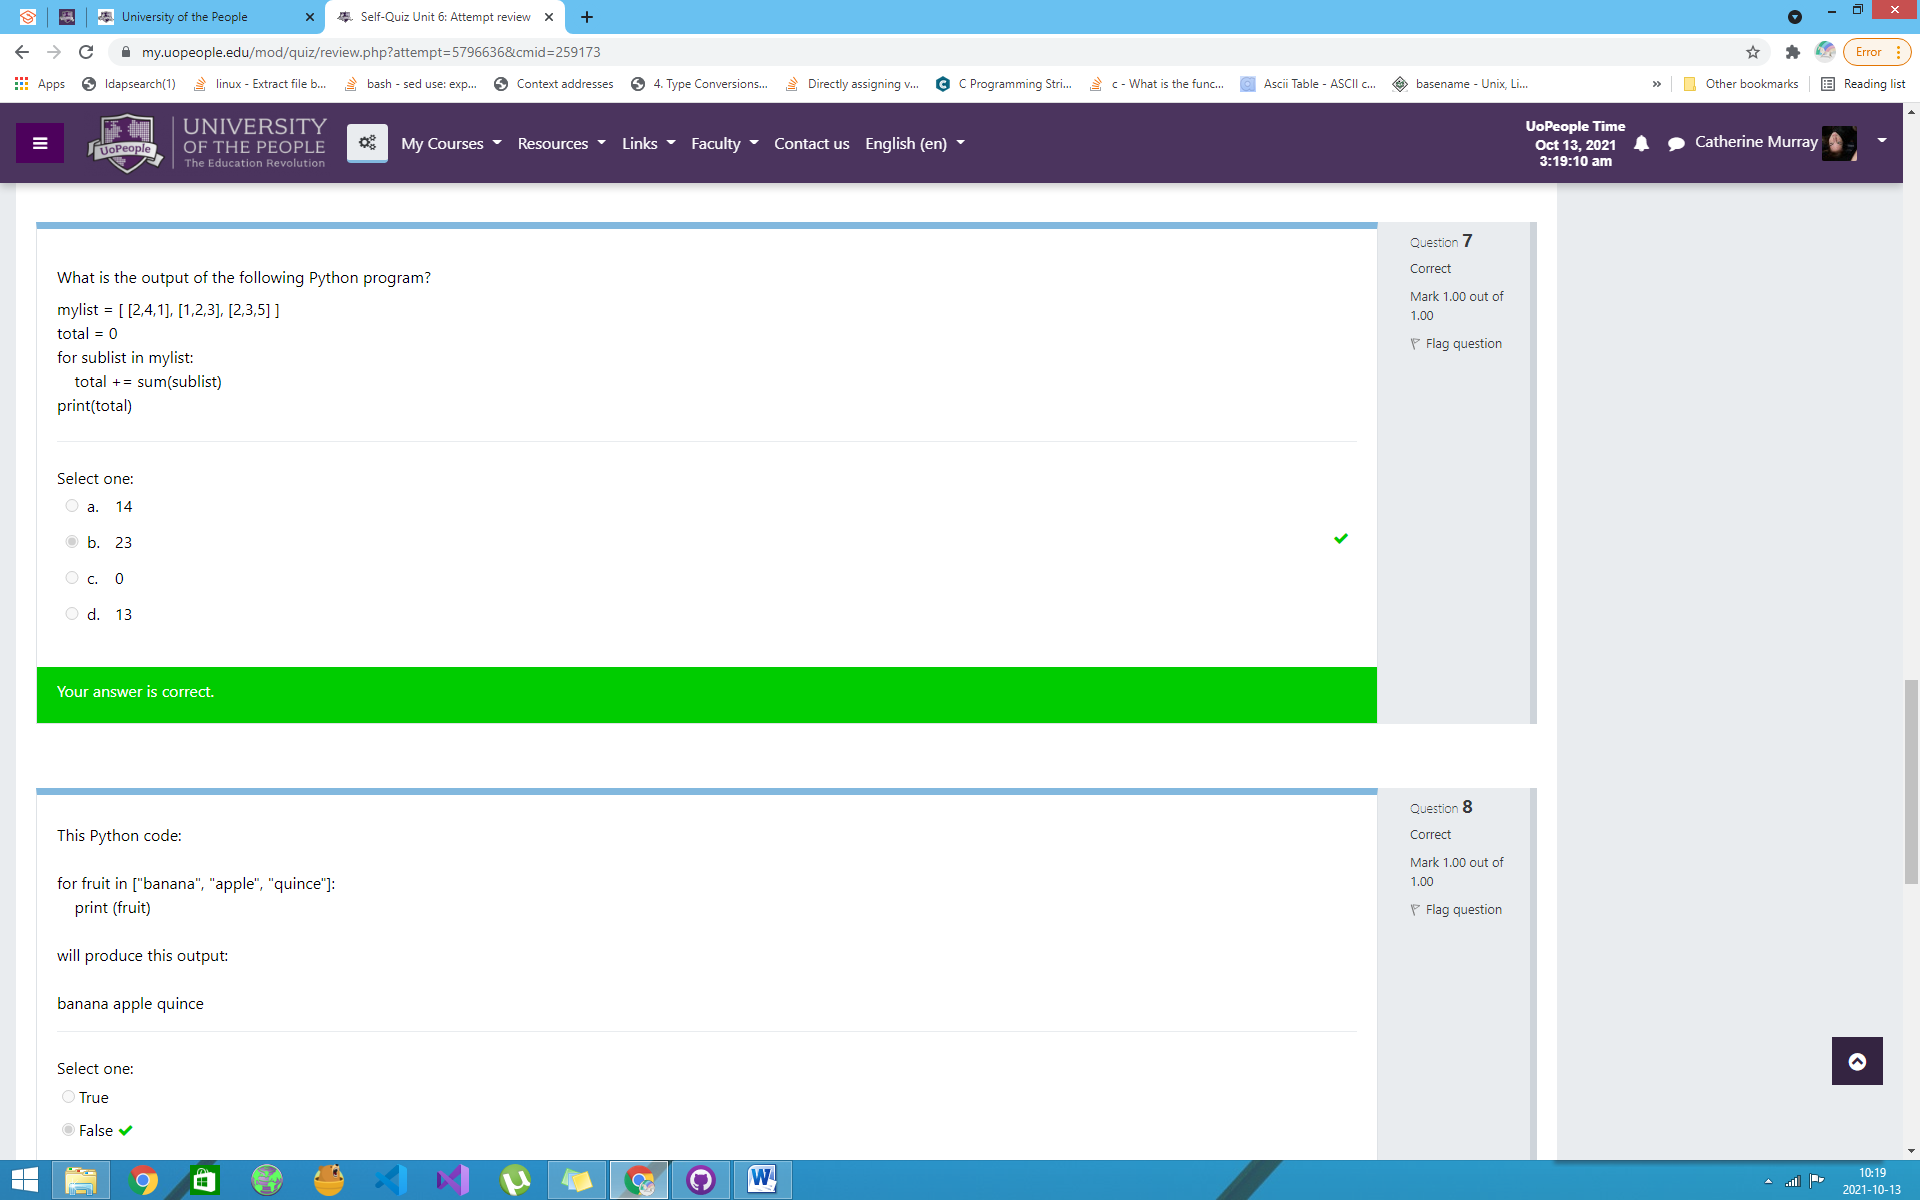 University of the People
Self-Quiz Unit 6: Attempt review
my.uopeople.edu/mod/quiz/review.php?attempt=5796636&cmid=259173
Error
Apps
ldapsearch(1)
linux - Extract file b...
bash - sed use: exp...
Context addresses
4. Type Conversions...
Directly assigning v...
C Programming Stri...
c - What is the func...
Ascii Table - ASCII c...
basename - Unix, Li...
»
Other bookmarks
Reading list
UoPeople
UNIVERSITY
OF THE PEOPLE
The Education Revolution
My Courses
Resources
Links
Faculty
Contact us
English (en)
UoPeople Time
Oct 13, 2021
3:19:10 am
Catherine Murray
What is the output of the following Python program?
mylist = [ [2,4,1], [1,2,3], [2,3,5] ]
total = 0
for sublist in mylist:
total += sum(sublist)
print(total)
Select one:
a. 14
b. 23
c. 0
d. 13
Your answer is correct.
Question 7
Correct
Mark 1.00 out of
1.00
Flag question
This Python code:
for fruit in ["banana", "apple", "quince"]:
print (fruit)
will produce this output:
banana apple quince
Select one:
True
False
Question 8
Correct
Mark 1.00 out of
1.00
Flag question
10:19
2021-10-13